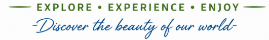 EXPLORE • EXPERIENCE • ENJOY
-Discover the beauty of our world-